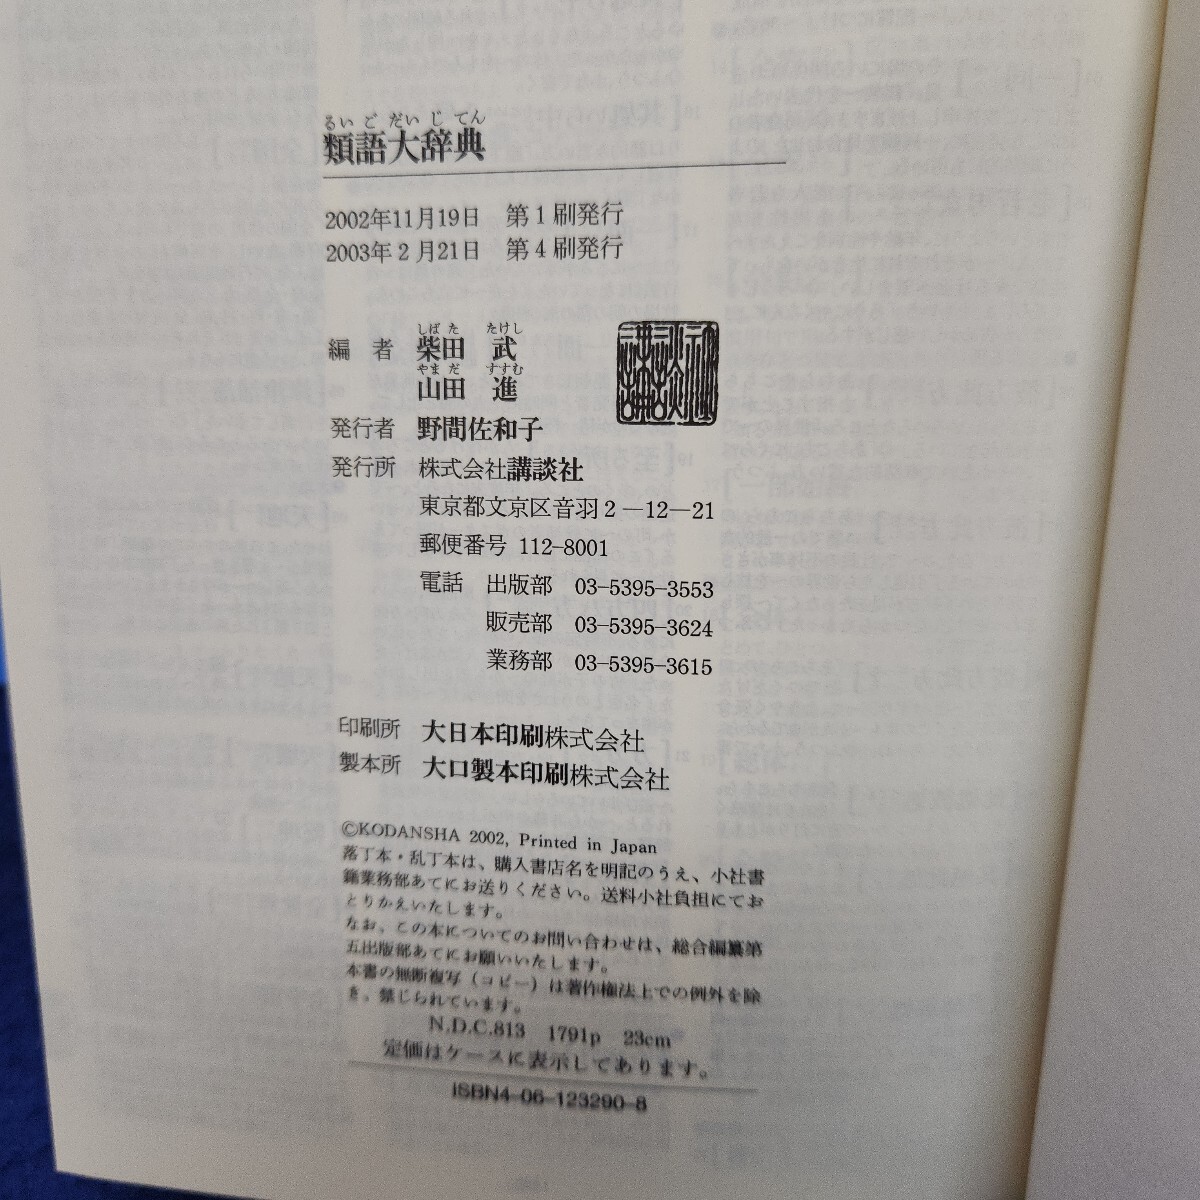 るいごだいじてん
類語大辞典
2002年11月19日 第1刷発行
2003年2月21日 第4刷発行
しばた たけし
編者 柴田 武
やまだ すすむ
山田 進
発行者 野間佐和子
発行所 株式会社講談社
東京都文京区音羽2―12―21
郵便番号 112-8001
電話 出版部 03-5395-3553
販売部 03-5395-3624
業務部 03-5395-3615
印刷所 大日本印刷株式会社
製本所 大口製本印刷株式会社
©KODANSHA 2002, Printed in Japan
落丁本・乱丁本は、購入書店名を明記のうえ、小社書
籍業務部あてにお送りください。送料小社負担にてお
とりかえいたします。
なお、この本についてのお問い合わせは、総合編纂第
五出版部あてにお願いいたします。
本書の無断複写(コピー)は著作権法上での例外を除
き、禁じられています。
N.D.C.813 1791p 23cm
定価はケースに表示してあります。
ISBN4-06-123290-8